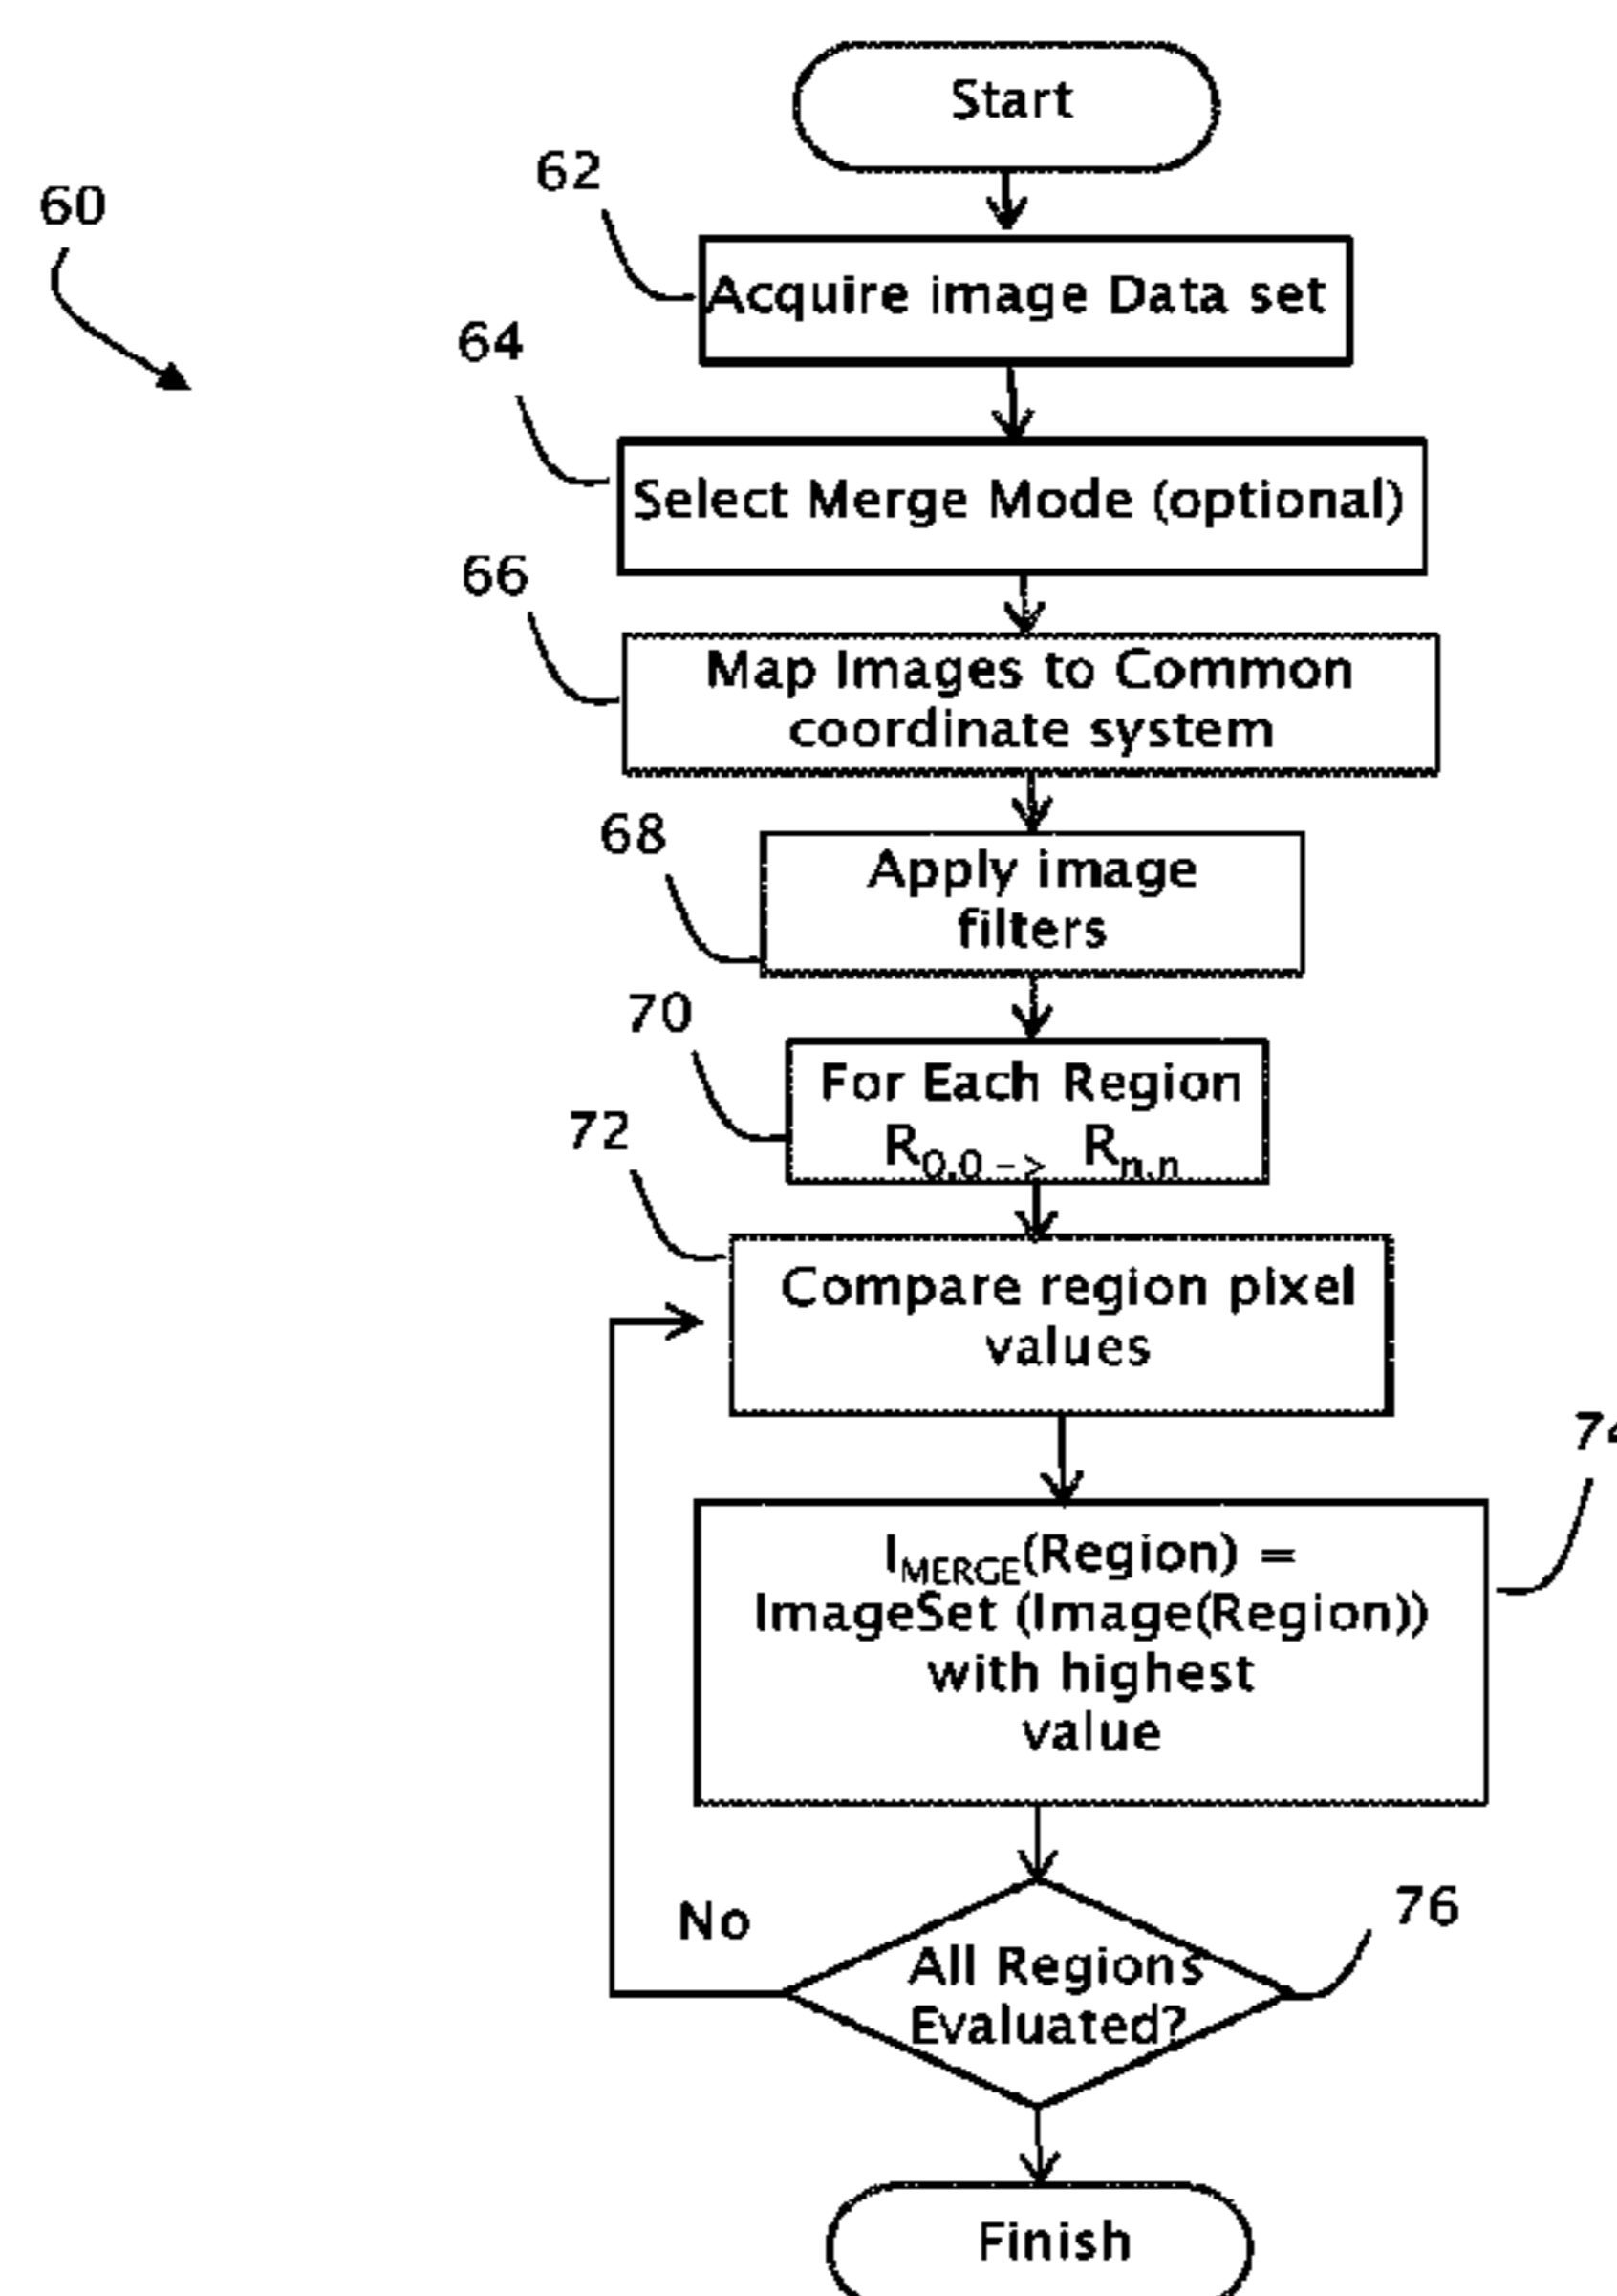 Start
62
60
Acquire image Data set
64
Select Merge Mode (optional)
66
Map Images to Common
coordinate system
68
Apply image
filters
70
For Each Region
R0,0 -> Rn,n
72
Compare region pixel
values
74
IMERGE(Region) =
ImageSet (Image(Region))
with highest
value
No
76
All Regions
Evaluated?
Finish